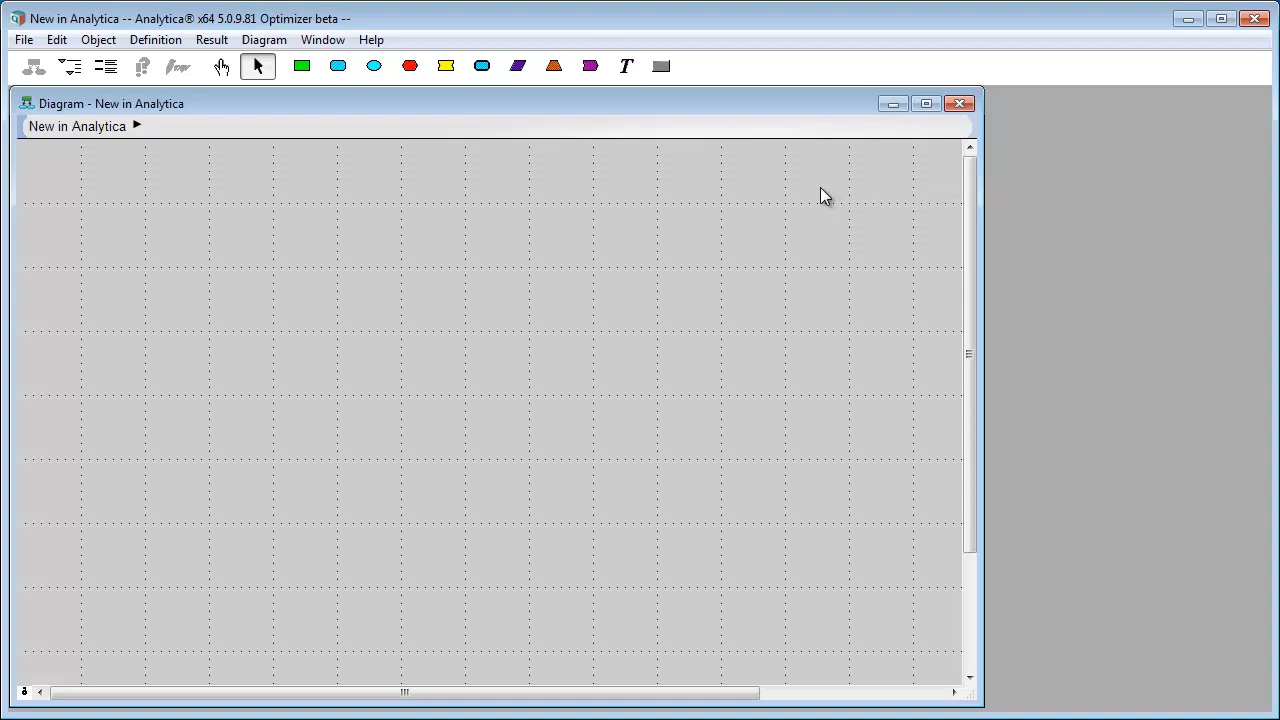 New in Analytica -- Analytica® x64 5.0.9.81 Optimizer beta --
File Edit Object Definition Result Diagram Window Help
T
Diagram - New in Analytica
New in Analytica